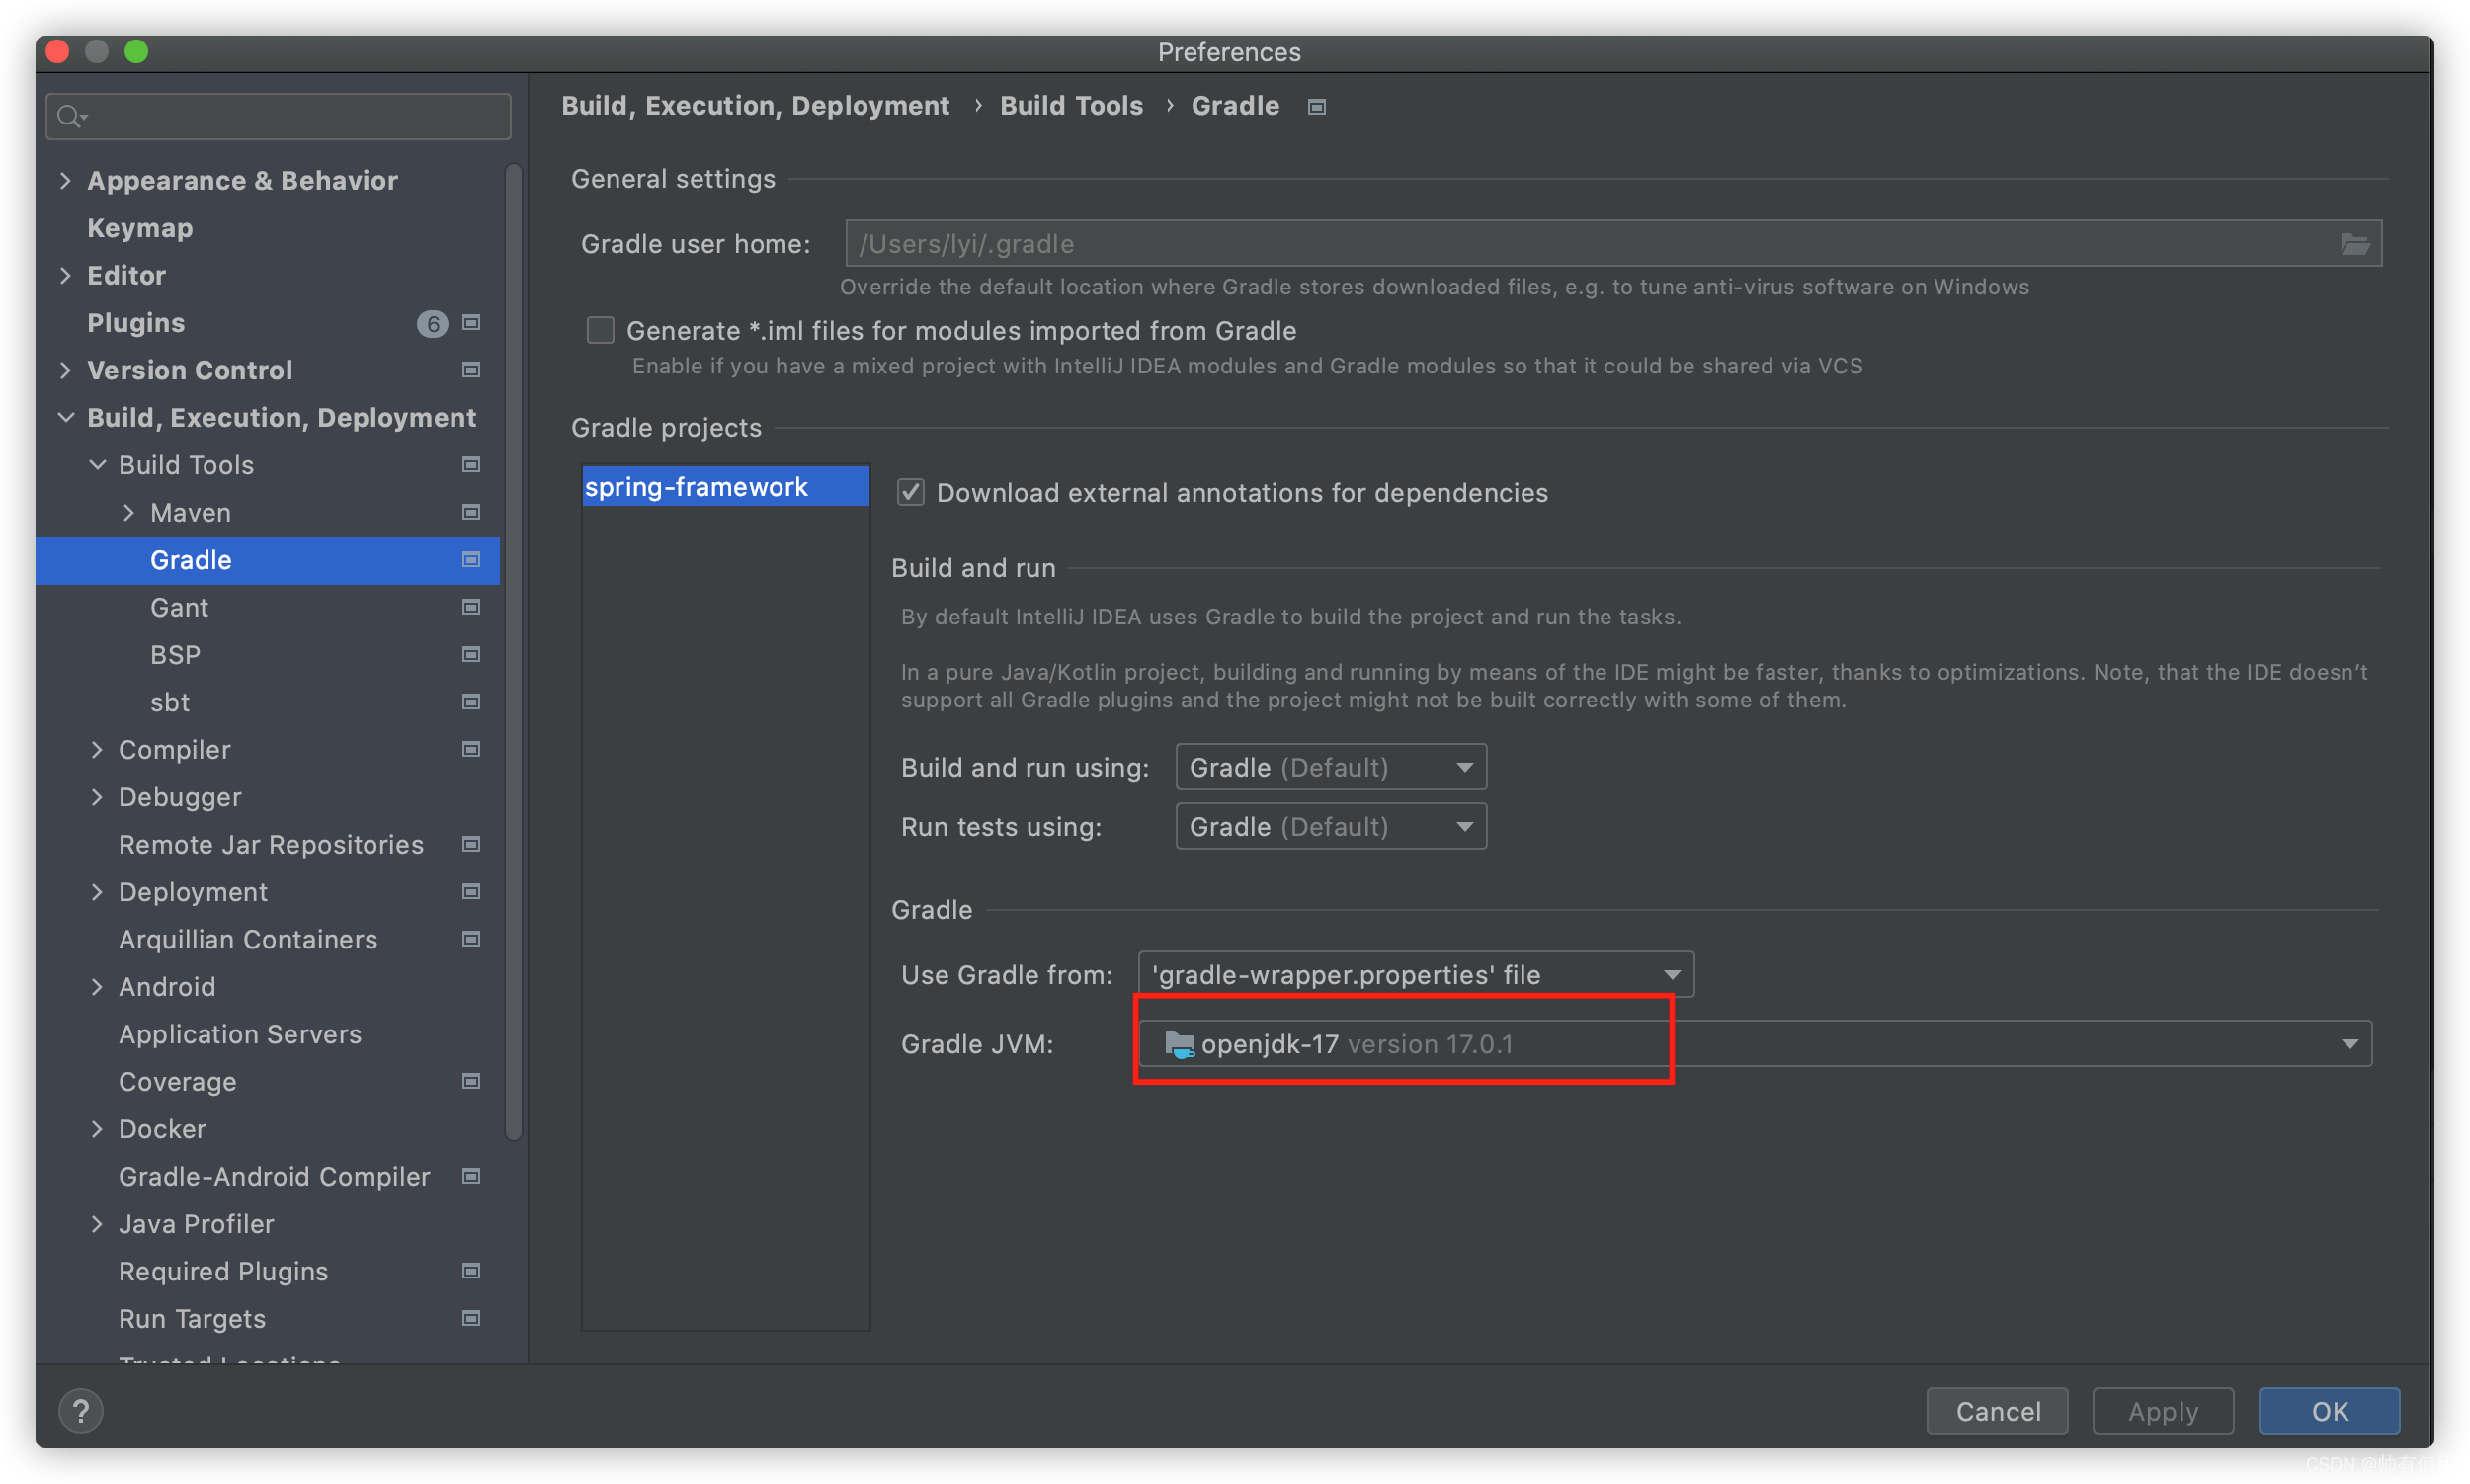 Preferences
Build, Execution, Deployment › Build Tools › Gradle
Appearance & Behavior
Keymap
Editor
Plugins 6
Version Control
Build, Execution, Deployment
Build Tools
Maven
Gradle
Gant
BSP
sbt
Compiler
Debugger
Remote Jar Repositories
Deployment
Arquillian Containers
Android
Application Servers
Coverage
Docker
Gradle-Android Compiler
Java Profiler
Required Plugins
Run Targets
Trusted Locations
General settings
Gradle user home: /Users/lyi/.gradle
Override the default location where Gradle stores downloaded files, e.g. to tune anti-virus software on Windows
Generate *.iml files for modules imported from Gradle
Enable if you have a mixed project with IntelliJ IDEA modules and Gradle modules so that it could be shared via VCS
Gradle projects
spring-framework
Download external annotations for dependencies
Build and run
By default IntelliJ IDEA uses Gradle to build the project and run the tasks.
In a pure Java/Kotlin project, building and running by means of the IDE might be faster, thanks to optimizations. Note, that the IDE doesn't
support all Gradle plugins and the project might not be built correctly with some of them.
Build and run using: Gradle (Default)
Run tests using: Gradle (Default)
Gradle
Use Gradle from: 'gradle-wrapper.properties' file
Gradle JVM: openjdk-17 version 17.0.1
?
Cancel
Apply
OK
CSDN